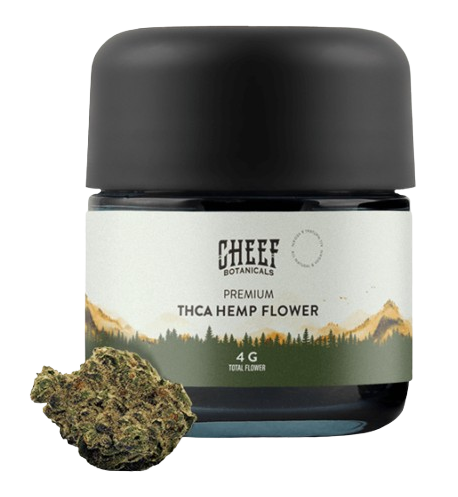 CHEEF
BOTANICALS
PREMIUM
THCA HEMP FLOWER
4 G
TOTAL FLOWER